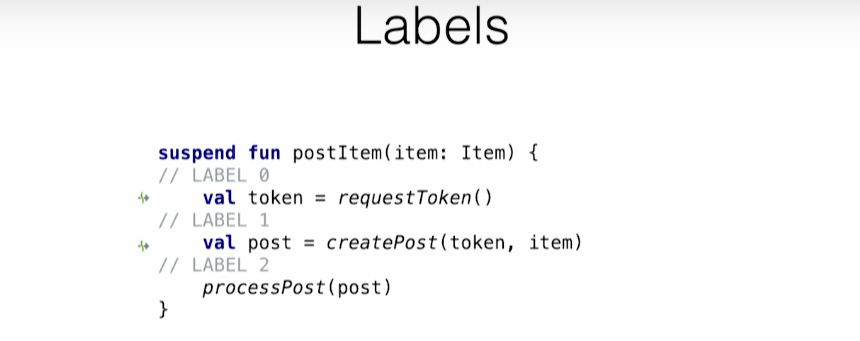 Labels
suspend fun postItem(item: Item) {
// LABEL 0
val token = requestToken()
// LABEL 1
val post = createPost(token, item)
// LABEL 2
processPost(post)
}